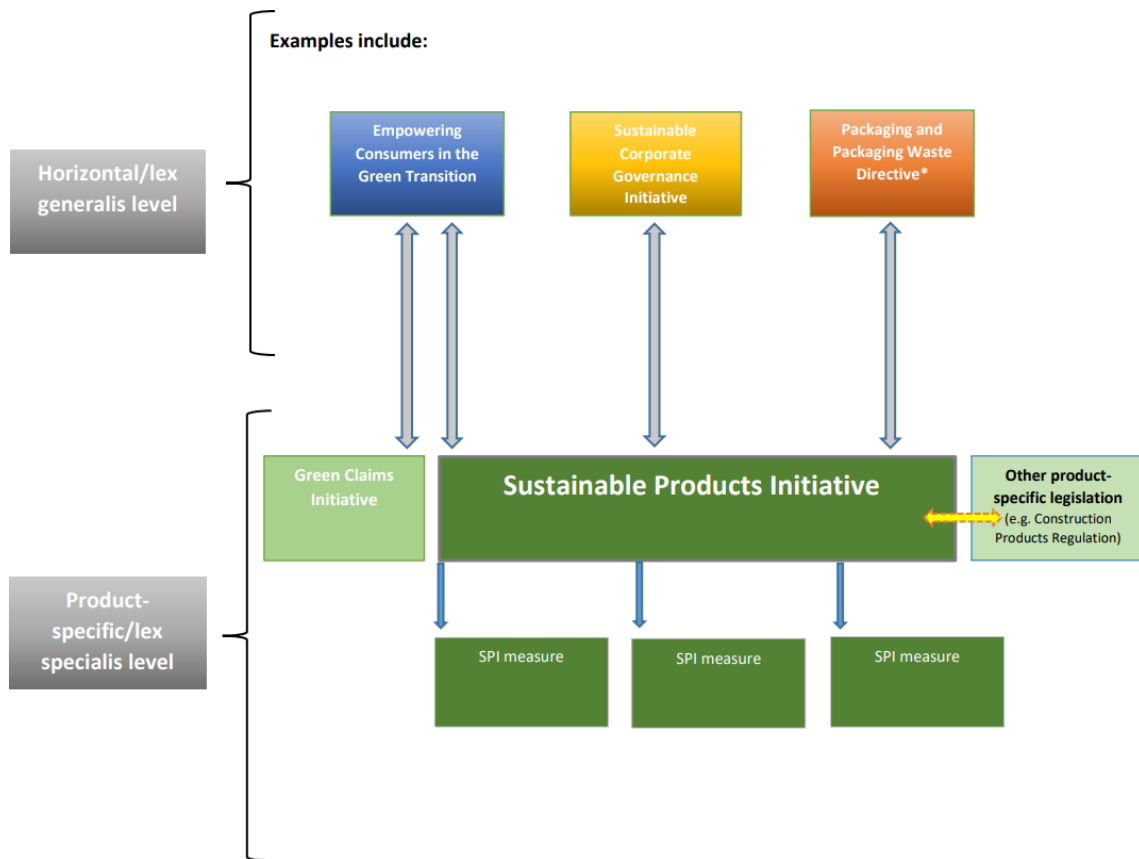 Examples include:
Horizontal/lex
generalis level
Empowering
Consumers in the
Green Transition
Sustainable
Corporate
Governance
Initiative
Packaging and
Packaging Waste
Directive*
Product-
specific/lex
specialis level
Green Claims
Initiative
Sustainable Products Initiative
Other product-
specific legislation
(e.g. Construction
Products Regulation)
SPI measure
SPI measure
SPI measure